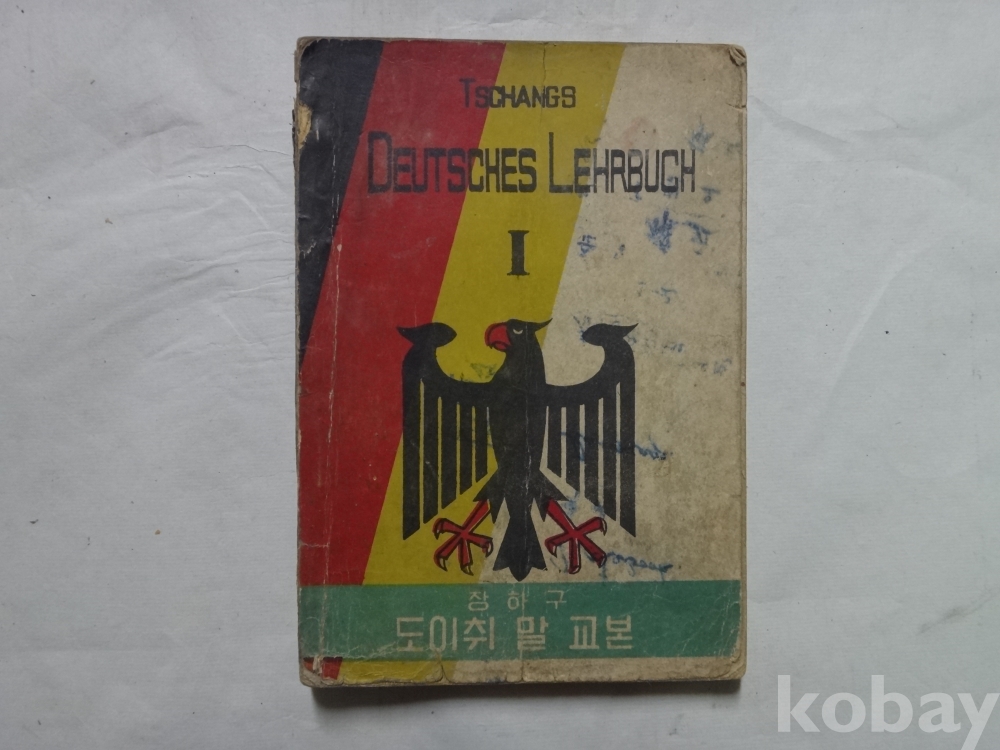 TSCHANGS
DEUTSCHES LEHRBUCH
I
장하구
도이취 말 교본
kobay